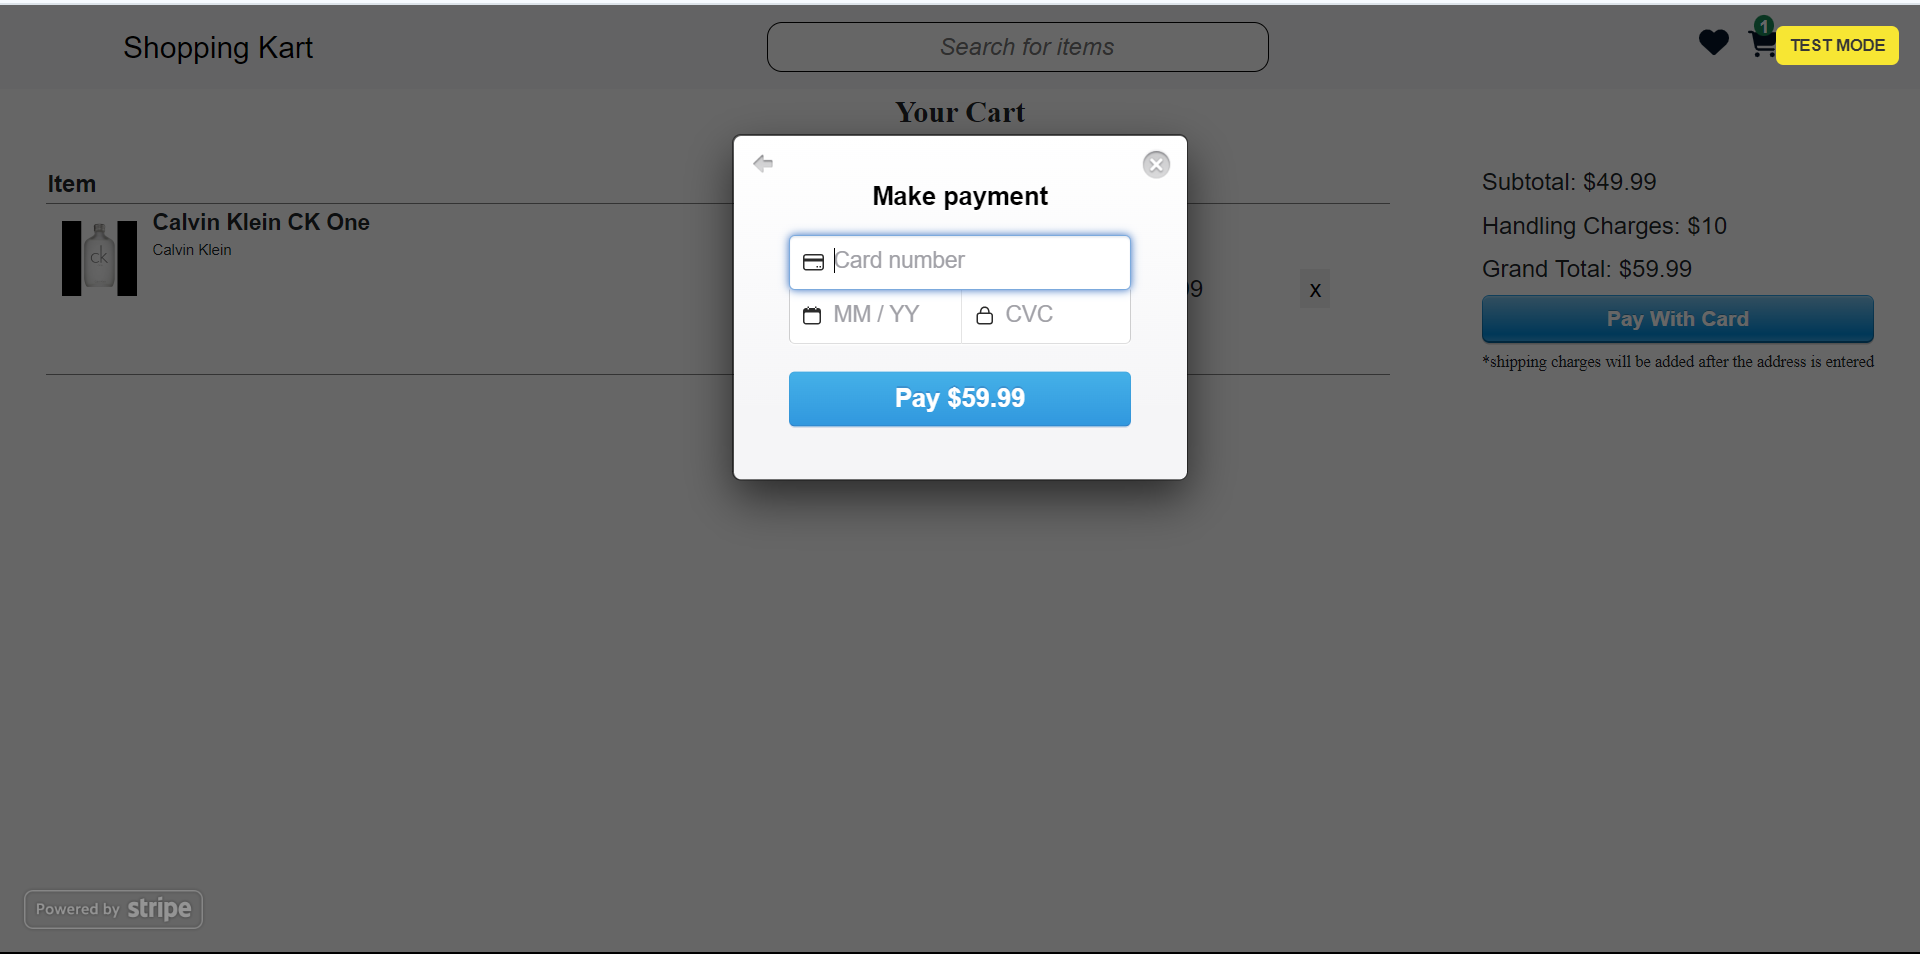 Shopping Kart
Search for items
1
TEST MODE
Your Cart
Item
Calvin Klein CK One
Calvin Klein
ck
9
x
Make payment
Card number
MM / YY
CVC
Pay $59.99
Subtotal: $49.99
Handling Charges: $10
Grand Total: $59.99
Pay With Card
*shipping charges will be added after the address is entered
Powered by stripe